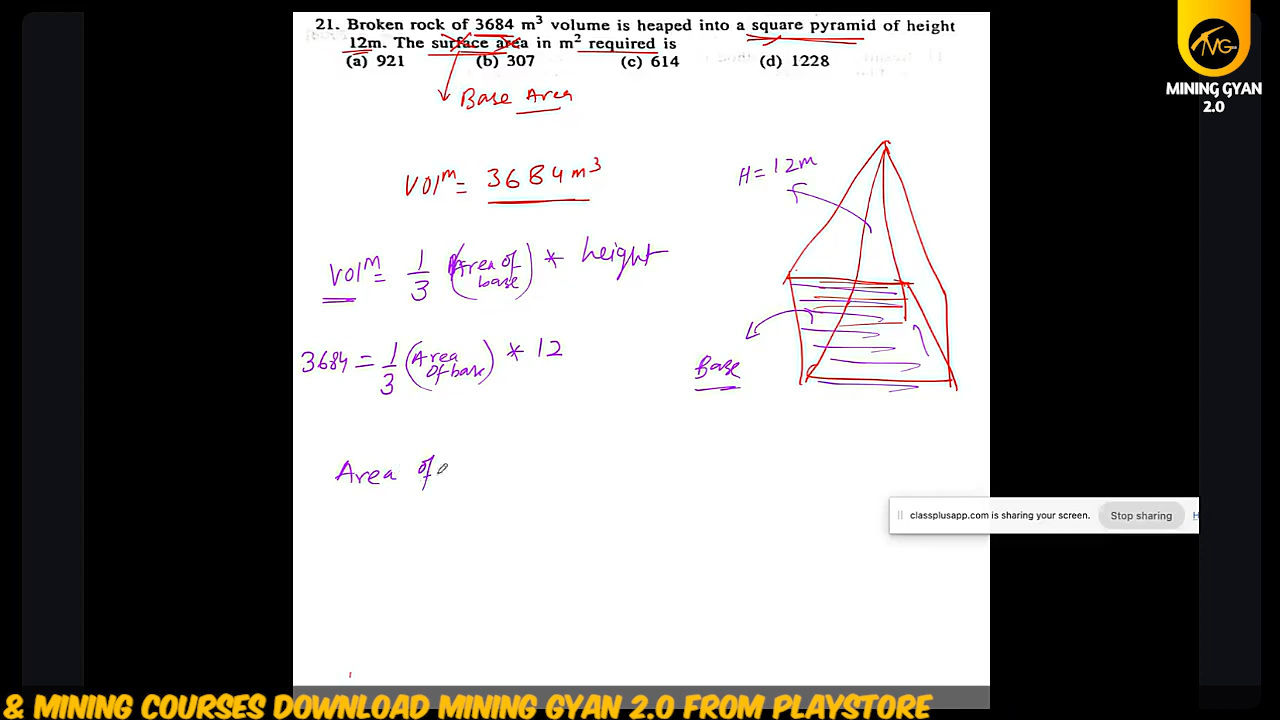 21. Broken rock of 3684 m³ volume is heaped into a square pyramid of height
12m. The surface area in m² required is
(a) 921 (b) 307 (c) 614 (d) 1228
Base Area
Vol^m = 3684 m³
H = 12m
Vol^m = 1/3 (Area of base) * height
3684 = 1/3 (Area of base) * 12
Base
Area of
TVG
MINING GYAN
2.0
classplusapp.com is sharing your screen.
Stop sharing
H
& MINING COURSES DOWNLOAD MINING GYAN 2.0 FROM PLAYSTORE